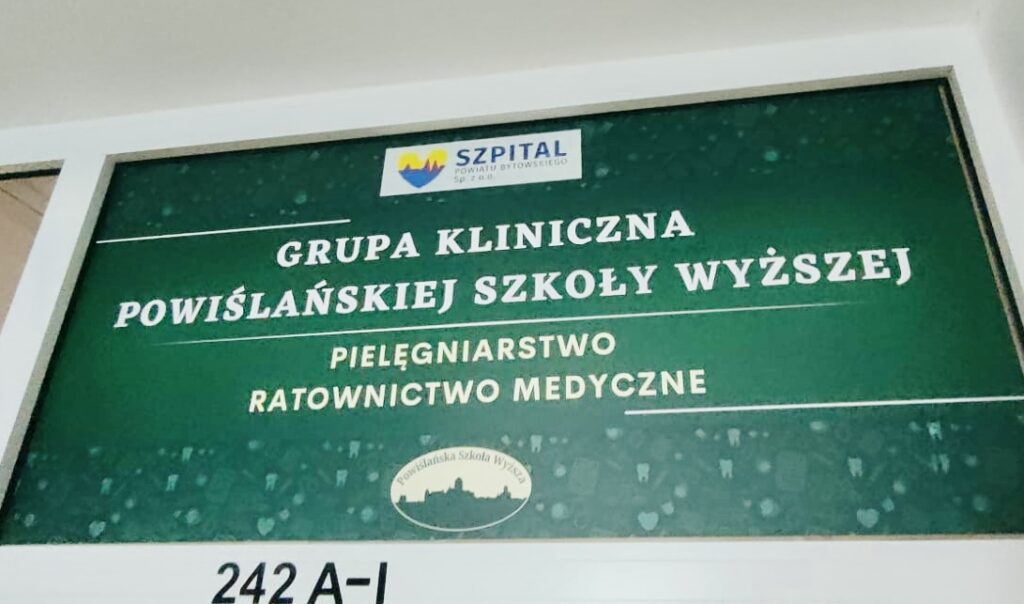 SZPITAL
POWIATU BYTOWSKIEGO
Sp. z o.o.
GRUPA KLINICZNA
POWIŚLAŃSKIEJ SZKOŁY WYŻSZEJ
PIELĘGNIARSTWO
RATOWNICTWO MEDYCZNE
Powiślańska Szkoła Wyższa
242 A-I